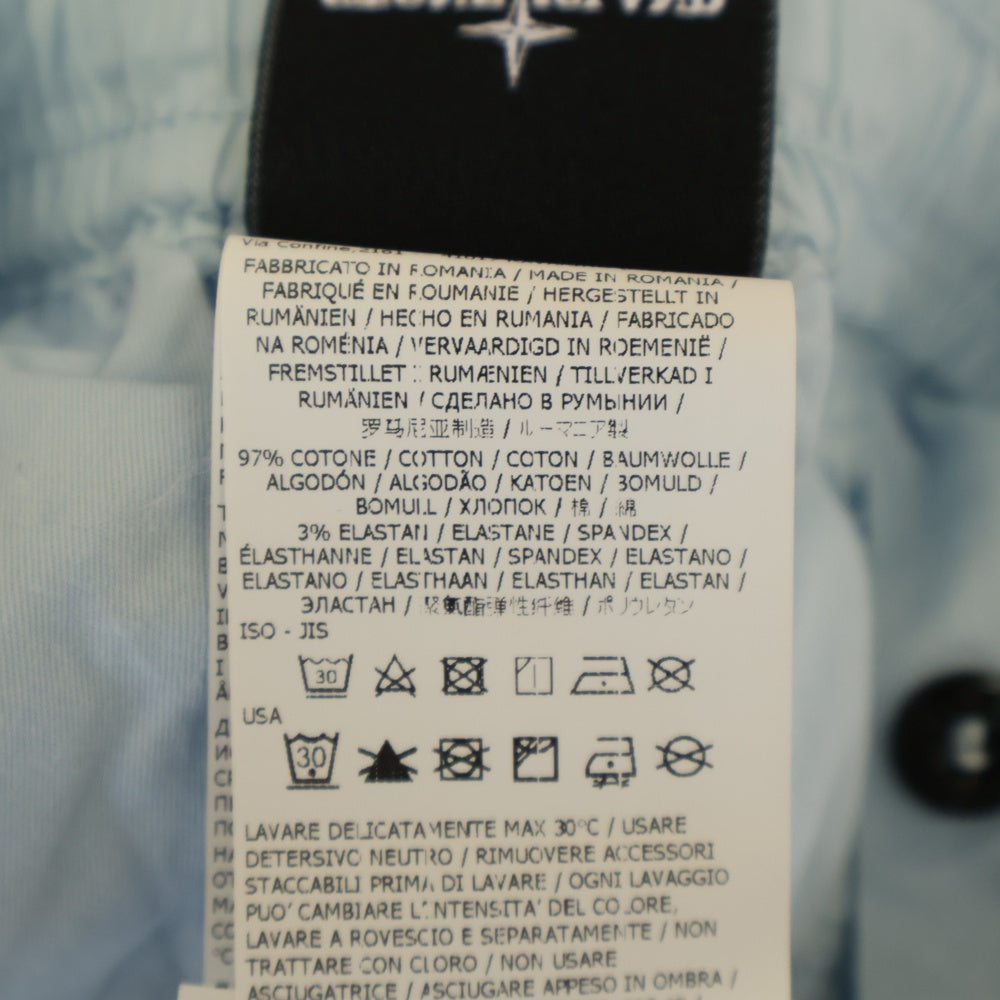 FABBRICATO IN ROMANIA / MADE IN ROMANIA /
FABRIQUÉ EN ROUMANIE / HERGESTELLT IN
RUMÄNIEN / HECHO EN RUMANIA / FABRICADO
NA ROMÉNIA / VERVAARDIGD IN ROEMENIË /
FREMSTILLET I RUMÆNIEN / TILLVERKAD I
RUMÄNIEN / СДЕЛАНО В РУМЫНИИ /
罗马尼亚制造 / ルーマニア製
97% COTONE / COTTON / COTON / BAUMWOLLE /
ALGODÓN / ALGODÃO / KATOEN / BOMULD /
BOMULL / ХЛОПОК / 棉 / 綿
3% ELASTAN / ELASTANE / SPANDEX /
ÉLASTHANNE / ELASTAN / SPANDEX / ELASTANO /
ELASTANO / ELASTHAAN / ELASTHAN / ELASTAN /
ЭЛАСТАН / 聚氨酯弹性纤维 / ポリウレタン
ISO - JIS
30
USA
30
LAVARE DELICATAMENTE MAX 30°C / USARE
DETERSIVO NEUTRO / RIMUOVERE ACCESSORI
STACCABILI PRIMA DI LAVARE / OGNI LAVAGGIO
PUO' CAMBIARE L'INTENSITA' DEL COLORE,
LAVARE A ROVESCIO E SEPARATAMENTE / NON
TRATTARE CON CLORO / NON USARE
ASCIUGATRICE / ASCIUGARE APPESO IN OMBRA /